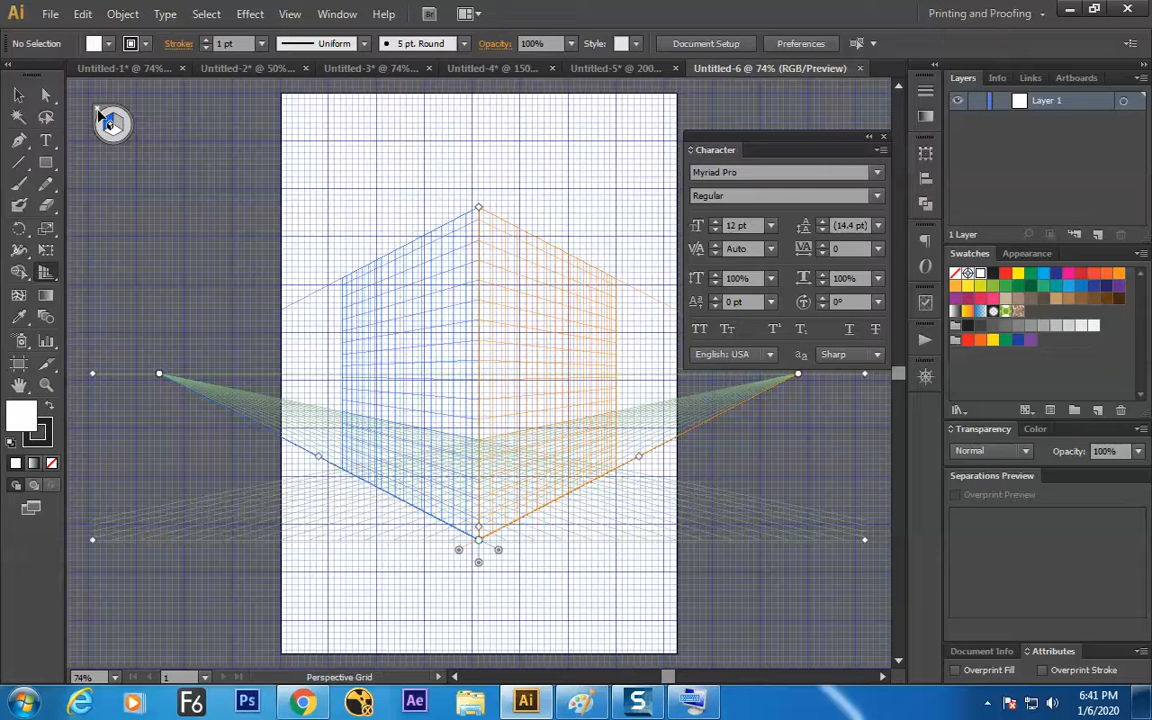 Ai File Edit Object Type Select Effect View Window Help Br Printing and Proofing
No Selection Stroke: 1 pt Uniform 5 pt. Round Opacity: 100% Style: Document Setup Preferences
Untitled-1* @ 74%... × Untitled-2* @ 50%... × Untitled-3* @ 74%... × Untitled-4* @ 150... × Untitled-5* @ 200... × Untitled-6 @ 74% (RGB/Preview) ×
Layers Info Links Artboards
Layer 1
Character
Myriad Pro
Regular
12 pt (14.4 pt)
Auto 0
100% 100%
0 pt 0°
English: USA Sharp
1 Layer
Swatches Appearance
Transparency Color
Normal Opacity: 100%
Separations Preview
Overprint Preview
Document Info Attributes
Overprint Fill Overprint Stroke
74% 1 Perspective Grid
F6 Ps Ae Ai S
6:41 PM
1/6/2020